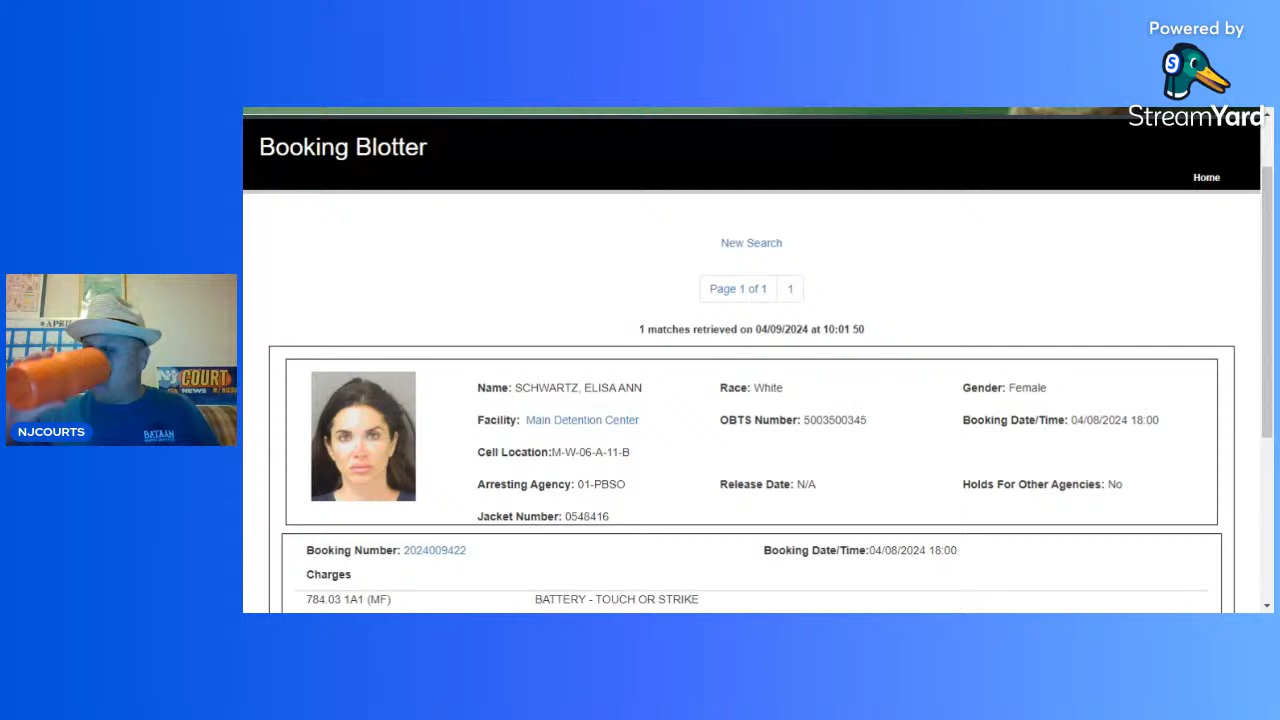 Powered by
S
StreamYard
Booking Blotter
Home
New Search
Page 1 of 1 1
1 matches retrieved on 04/09/2024 at 10:01 50
Name: SCHWARTZ, ELISA ANN Race: White Gender: Female
Facility: Main Detention Center OBTS Number: 5003500345 Booking Date/Time: 04/08/2024 18:00
Cell Location:M-W-06-A-11-B
Arresting Agency: 01-PBSO Release Date: N/A Holds For Other Agencies: No
Jacket Number: 0548416
Booking Number: 2024009422 Booking Date/Time:04/08/2024 18:00
Charges
784.03 1A1 (MF) BATTERY - TOUCH OR STRIKE
APRIL
COURT
NEWS
NJCOURTS
BATAAN